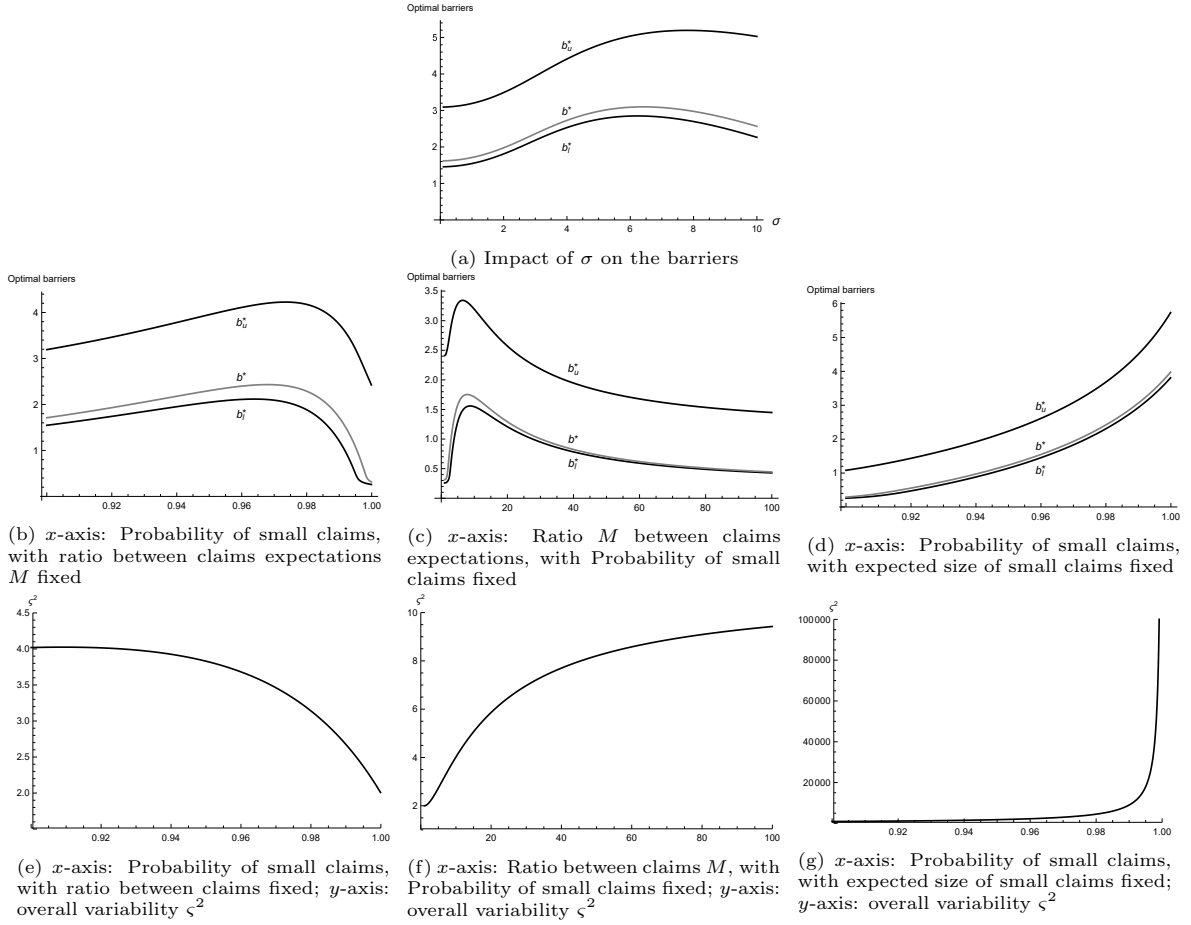 Optimal barriers
5
4
3
2
1
b*u
b*
b*l
2
4
6
8
10
σ
(a) Impact of σ on the barriers
Optimal barriers
4
3
2
1
b*u
b*
b*l
0.92
0.94
0.96
0.98
1.00
(b) x-axis: Probability of small claims,
with ratio between claims expectations
M fixed
Optimal barriers
3.5
3.0
2.5
2.0
1.5
1.0
0.5
b*u
b*
b*l
20
40
60
80
100
(c) x-axis: Ratio M between claims
expectations, with Probability of small
claims fixed
Optimal barriers
6
5
4
3
2
1
b*u
b*
b*l
0.92
0.94
0.96
0.98
1.00
(d) x-axis: Probability of small claims,
with expected size of small claims fixed
ς²
4.5
4.0
3.5
3.0
2.5
2.0
0.92
0.94
0.96
0.98
1.00
(e) x-axis: Probability of small claims,
with ratio between claims fixed; y-axis:
overall variability ς²
ς²
10
8
6
4
2
20
40
60
80
100
(f) x-axis: Ratio between claims M, with
Probability of small claims fixed; y-axis:
overall variability ς²
ς²
100000
80000
60000
40000
20000
0.92
0.94
0.96
0.98
1.00
(g) x-axis: Probability of small claims,
with expected size of small claims fixed;
y-axis: overall variability ς²